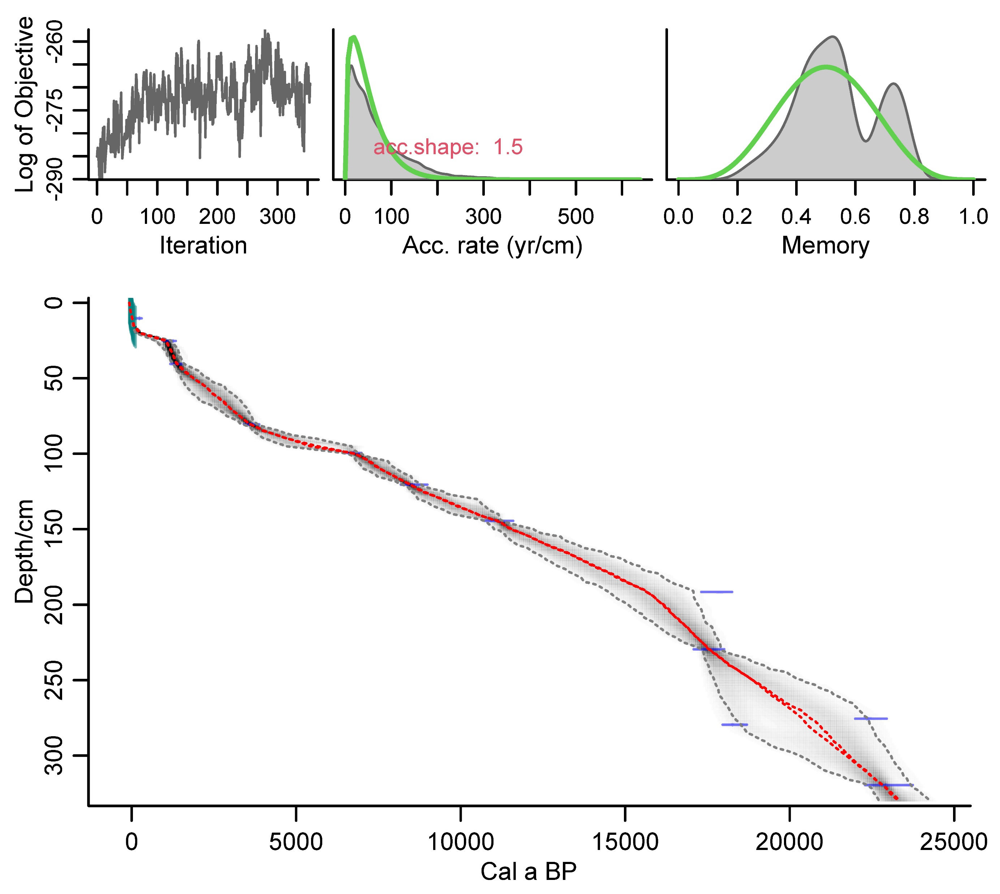 Log of Objective
-290 -275 -260
0 100 200 300
Iteration
acc.shape: 1.5
0 100 300 500
Acc. rate (yr/cm)
0.0 0.2 0.4 0.6 0.8 1.0
Memory
Depth/cm
0
50
100
150
200
250
300
0 5000 10000 15000 20000 25000
Cal a BP